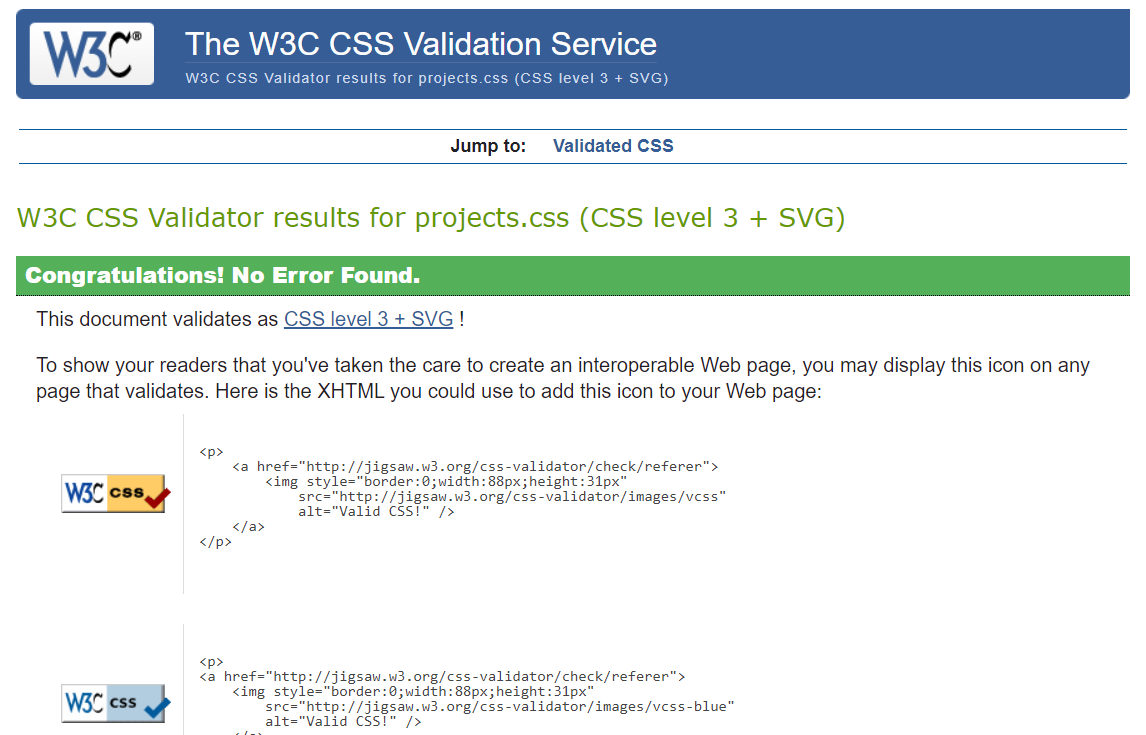 W3C®
The W3C CSS Validation Service
W3C CSS Validator results for projects.css (CSS level 3 + SVG)
Jump to: Validated CSS
W3C CSS Validator results for projects.css (CSS level 3 + SVG)
Congratulations! No Error Found.
This document validates as CSS level 3 + SVG !
To show your readers that you've taken the care to create an interoperable Web page, you may display this icon on any
page that validates. Here is the XHTML you could use to add this icon to your Web page:
W3C css
<p>
    <a href="http://jigsaw.w3.org/css-validator/check/referer">
        <img style="border:0;width:88px;height:31px"
            src="http://jigsaw.w3.org/css-validator/images/vcss"
            alt="Valid CSS!" />
    </a>
</p>
W3C css
<p>
<a href="http://jigsaw.w3.org/css-validator/check/referer">
    <img style="border:0;width:88px;height:31px"
        src="http://jigsaw.w3.org/css-validator/images/vcss-blue"
        alt="Valid CSS!" />